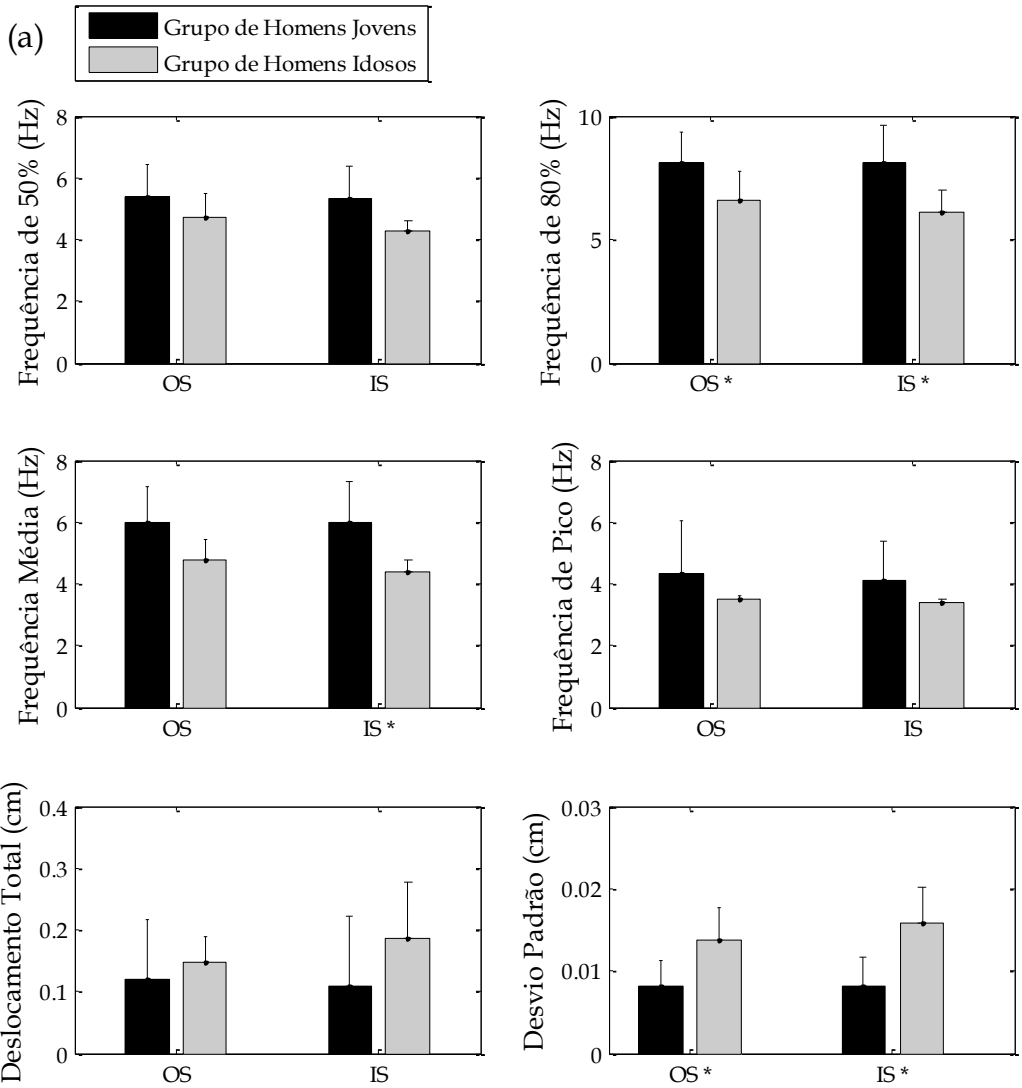 (a)
Grupo de Homens Jovens
Grupo de Homens Idosos
Frequência de 50% (Hz)
8
6
4
2
0
OS IS
Frequência de 80% (Hz)
10
5
0
OS * IS *
Frequência Média (Hz)
8
6
4
2
0
OS IS *
Frequência de Pico (Hz)
8
6
4
2
0
OS IS
Deslocamento Total (cm)
0.4
0.3
0.2
0.1
0
OS IS
Desvio Padrão (cm)
0.03
0.02
0.01
0
OS * IS *